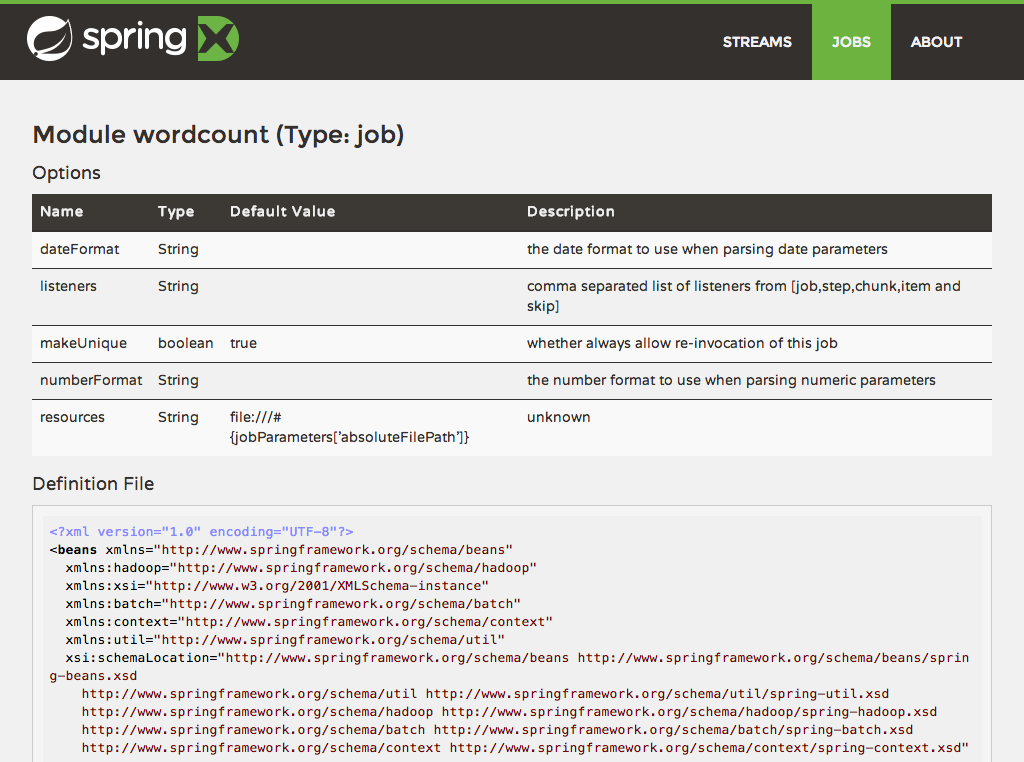 spring X
STREAMS JOBS ABOUT
Module wordcount (Type: job)
Options
Name Type Default Value Description
dateFormat String the date format to use when parsing date parameters
listeners String comma separated list of listeners from [job,step,chunk,item and
skip]
makeUnique boolean true whether always allow re-invocation of this job
numberFormat String the number format to use when parsing numeric parameters
resources String file:///# unknown
{jobParameters['absoluteFilePath']}
Definition File
<?xml version="1.0" encoding="UTF-8"?>
<beans xmlns="http://www.springframework.org/schema/beans"
xmlns:hadoop="http://www.springframework.org/schema/hadoop"
xmlns:xsi="http://www.w3.org/2001/XMLSchema-instance"
xmlns:batch="http://www.springframework.org/schema/batch"
xmlns:context="http://www.springframework.org/schema/context"
xmlns:util="http://www.springframework.org/schema/util"
xsi:schemaLocation="http://www.springframework.org/schema/beans http://www.springframework.org/schema/beans/sprin
g-beans.xsd
http://www.springframework.org/schema/util http://www.springframework.org/schema/util/spring-util.xsd
http://www.springframework.org/schema/hadoop http://www.springframework.org/schema/hadoop/spring-hadoop.xsd
http://www.springframework.org/schema/batch http://www.springframework.org/schema/batch/spring-batch.xsd
http://www.springframework.org/schema/context http://www.springframework.org/schema/context/spring-context.xsd"